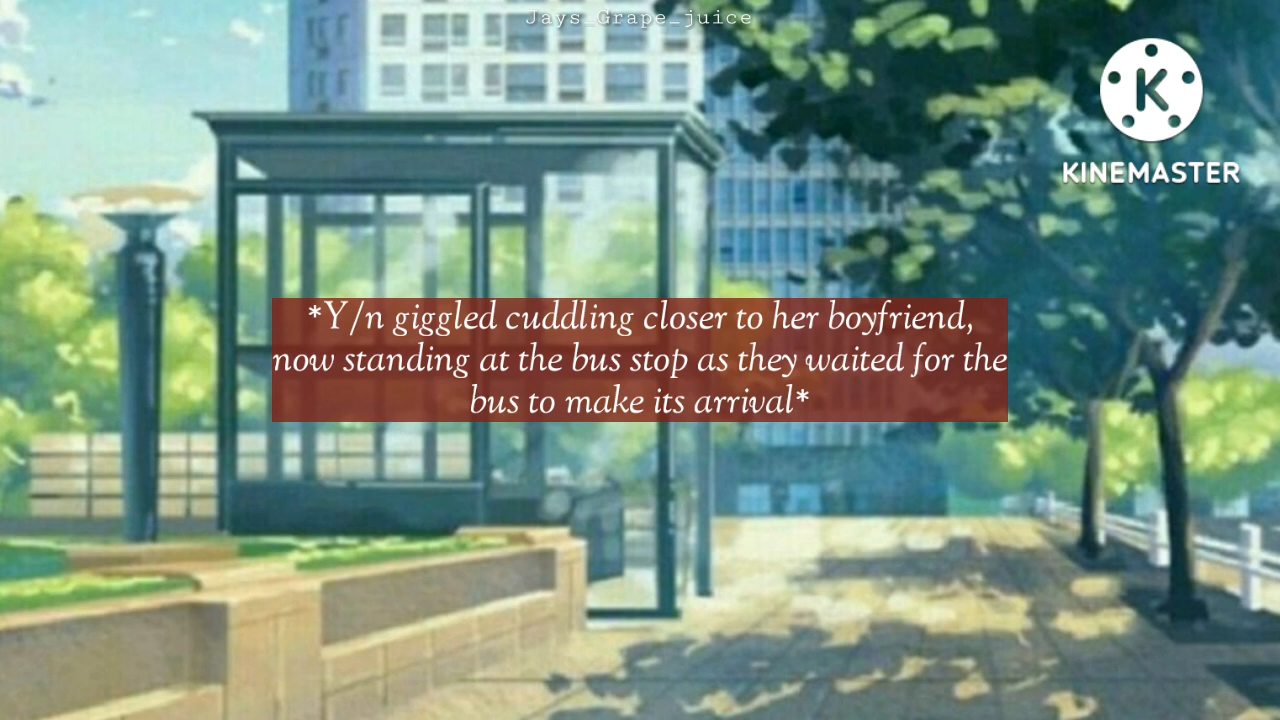 Jays_Grape_juice
K
KINEMASTER
*Y/n giggled cuddling closer to her boyfriend,
now standing at the bus stop as they waited for the
bus to make its arrival*